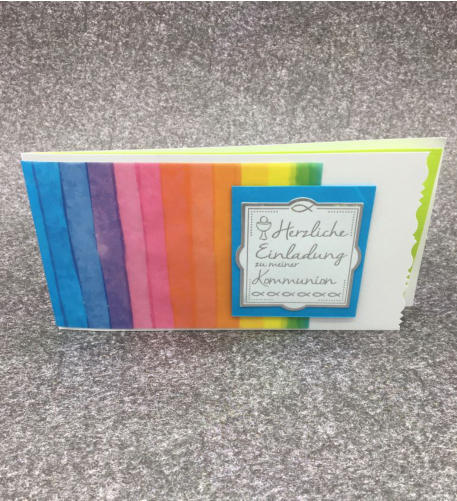 Herzliche
Einladung
zu meiner
Kommunion